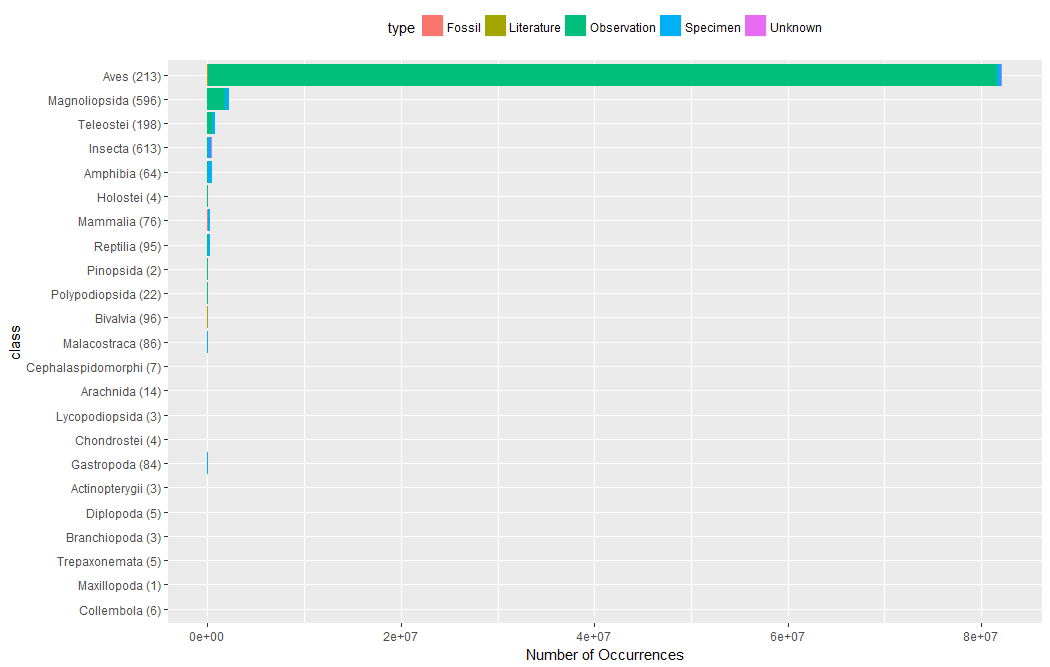 type Fossil Literature Observation Specimen Unknown
Aves (213)
Magnoliopsida (596)
Teleostei (198)
Insecta (613)
Amphibia (64)
Holostei (4)
Mammalia (76)
Reptilia (95)
Pinopsida (2)
Polypodiopsida (22)
Bivalvia (96)
Malacostraca (86)
Cephalaspidomorphi (7)
Arachnida (14)
Lycopodiopsida (3)
Chondrostei (4)
Gastropoda (84)
Actinopterygii (3)
Diplopoda (5)
Branchiopoda (3)
Trepaxonemata (5)
Maxillopoda (1)
Collembola (6)
class
0e+00 2e+07 4e+07 6e+07 8e+07
Number of Occurrences